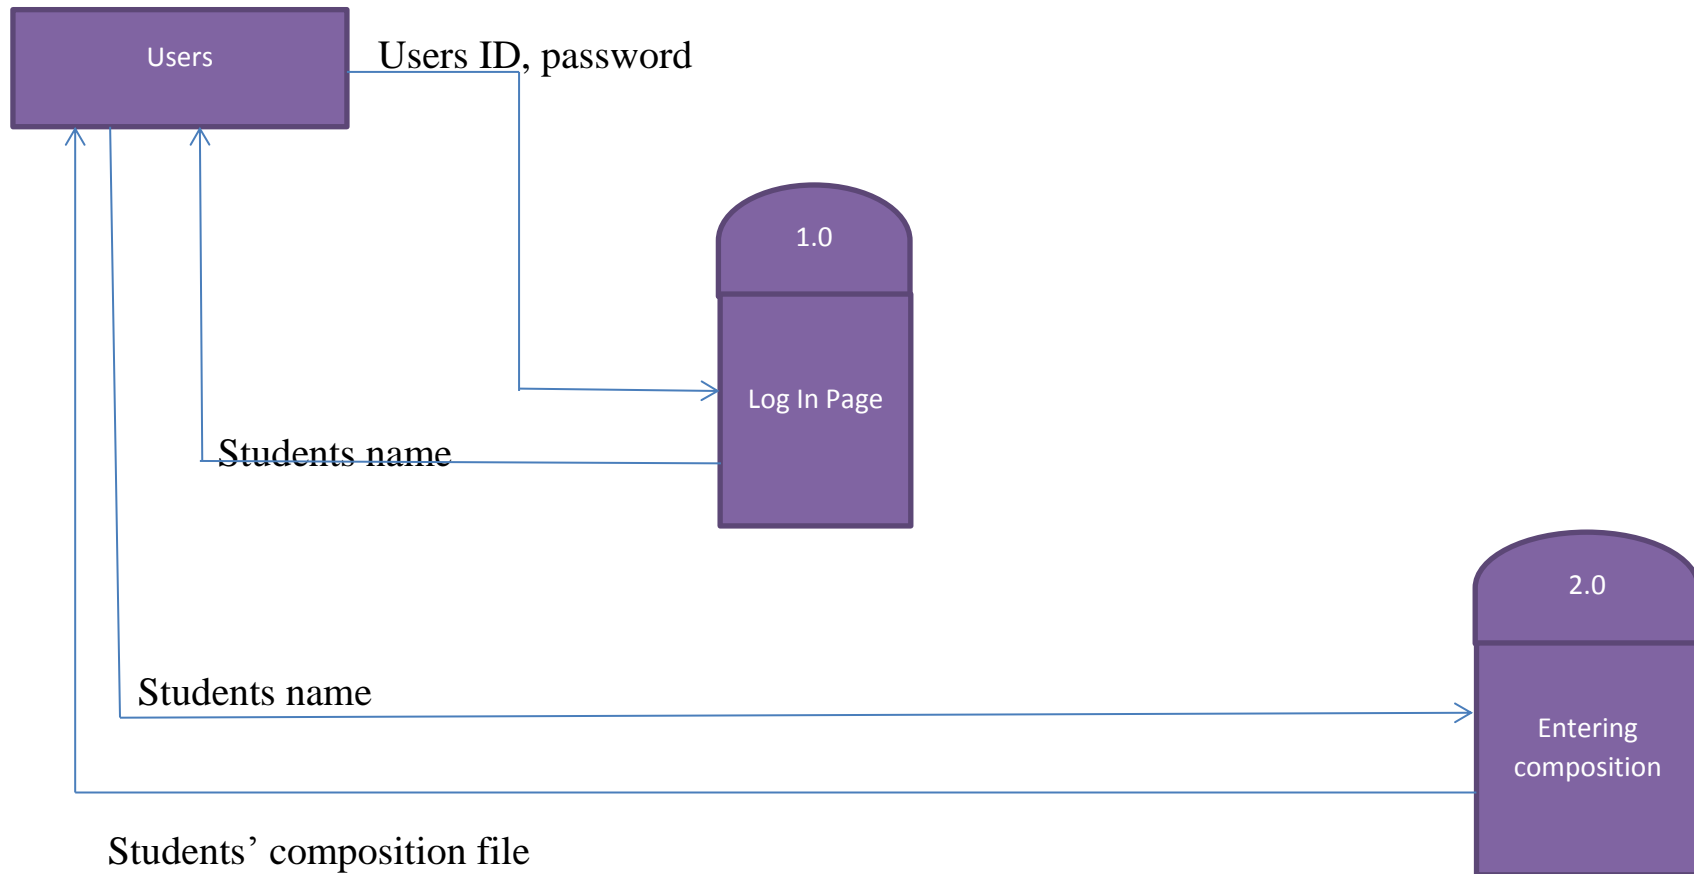 Users
Users ID, password
1.0
Log In Page
Students name
2.0
Students name
Entering
composition
Students’ composition file